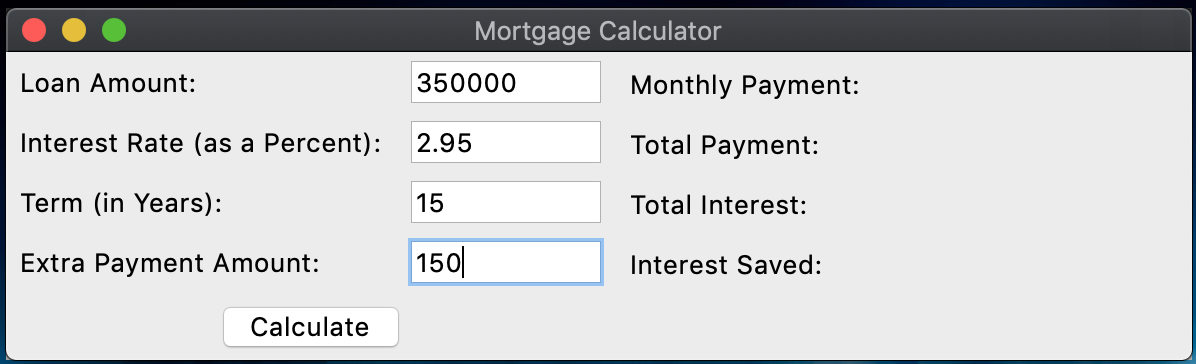 Mortgage Calculator
Loan Amount: 350000 Monthly Payment:
Interest Rate (as a Percent): 2.95 Total Payment:
Term (in Years): 15 Total Interest:
Extra Payment Amount: 150 Interest Saved:
Calculate